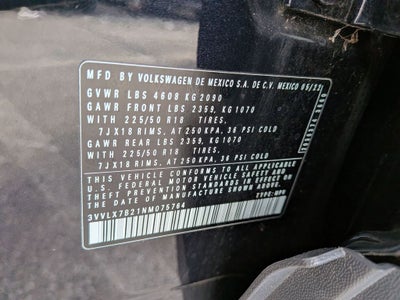 MFD BY VOLKSWAGEN DE MEXICO S.A. DE C.V. MEXICO 05/22
GVWR LBS 4608 KG 2090
GAWR FRONT LBS 2359, KG 1070
WITH 225/50 R18 TIRES,
7JX18 RIMS, AT 250 KPA, 36 PSI COLD
GAWR REAR LBS 2359, KG 1070
WITH 225/50 R18 TIRES,
7JX18 RIMS, AT 250 KPA, 36 PSI COLD
THIS VEHICLE CONFORMS TO ALL APPLICABLE
U.S. FEDERAL MOTOR VEHICLE SAFETY AND
THEFT PREVENTION STANDARDS IN EFFECT ON
THE DATE OF MANUFACTURE SHOWN ABOVE.
3VVLX7B21NM075764 TYPE: MPV